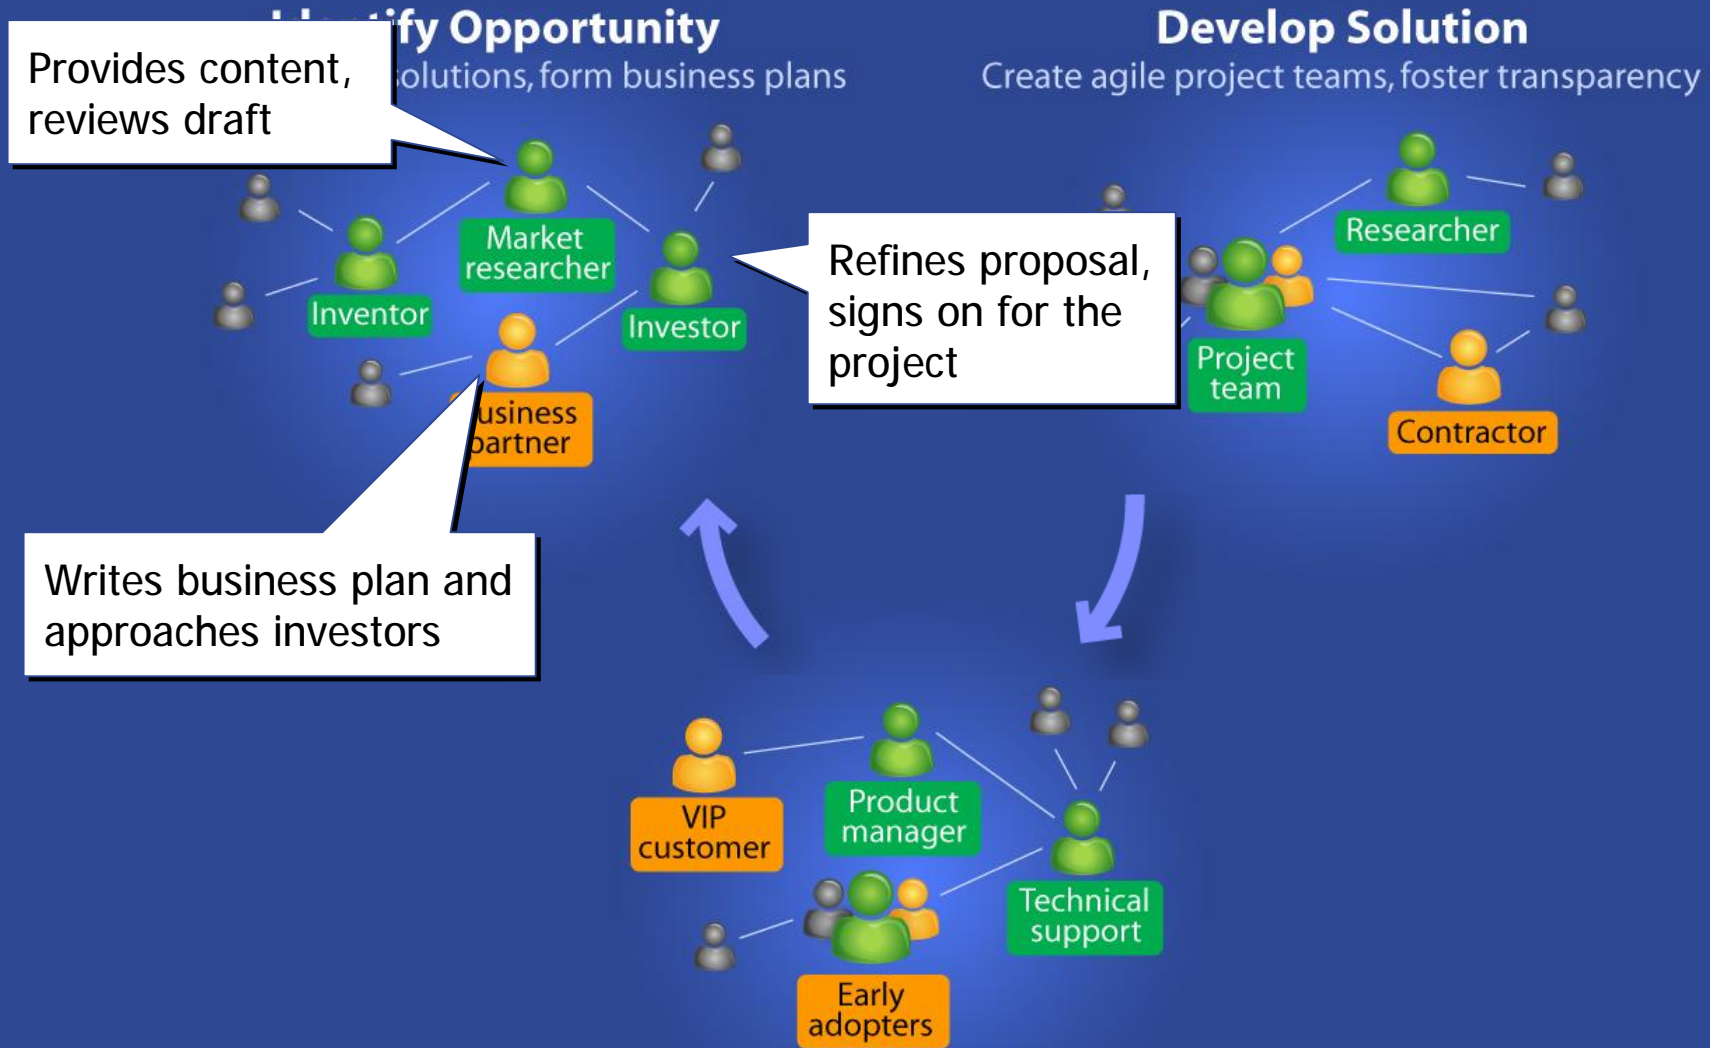 Opportunity
solutions, form business plans
Provides content,
reviews draft
Market
researcher
Inventor
Investor
partner
Refines proposal,
signs on for the
project
Writes business plan and
approaches investors
Develop Solution
Create agile project teams, foster transparency
Researcher
Project
team
Contractor
VIP
customer
Product
manager
Technical
support
Early
adopters